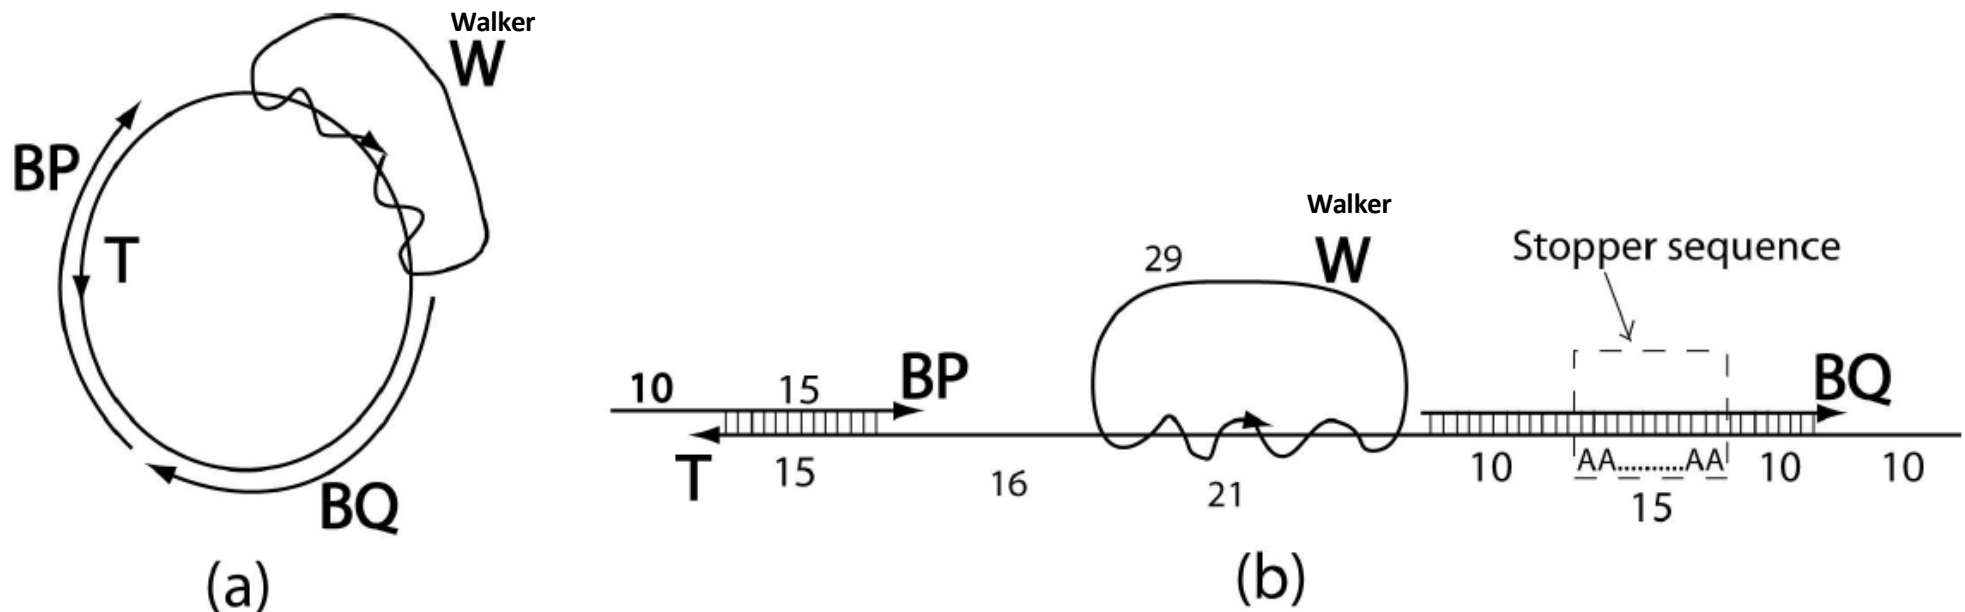 Walker
W
BP
T
BQ
(a)
Walker
W
29
Stopper sequence
10
15
BP
BQ
T
15
16
21
10
AA..........AA
15
10
10
(b)